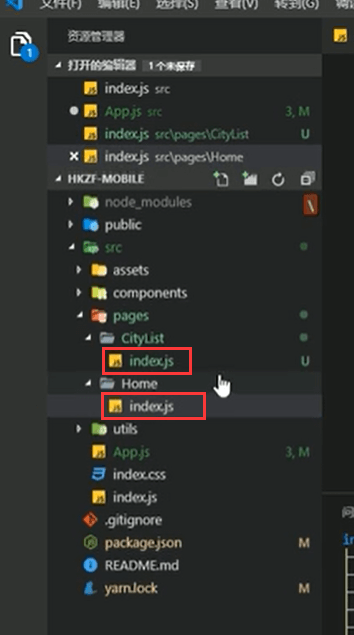 文件(F) 编辑(E) 选择(S) 查看(V) 转到(G)
1
资源管理器
打开的编辑器 1 个未保存
index.js src
App.js src 3, M
index.js src\pages\CityList U
index.js src\pages\Home
HKZF-MOBILE
node_modules
public
src
assets
components
pages
CityList
index.js U
Home
index.js
utils
App.js 3, M
index.css
index.js
.gitignore
package.json M
README.md
yarn.lock M